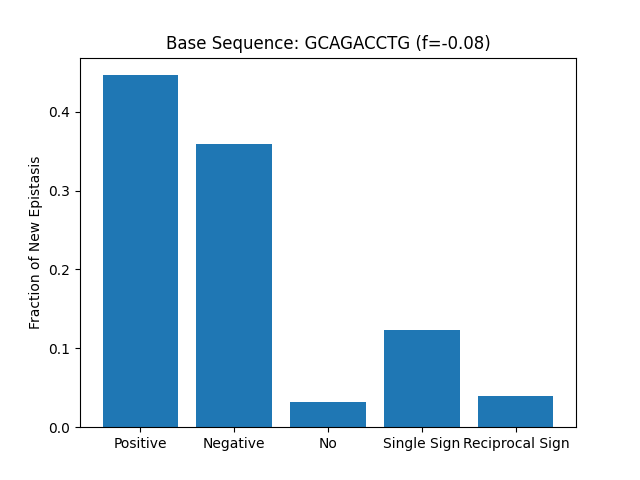 Base Sequence: GCAGACCTG (f=-0.08)
Fraction of New Epistasis
0.4
0.3
0.2
0.1
0.0
Positive Negative No Single Sign Reciprocal Sign